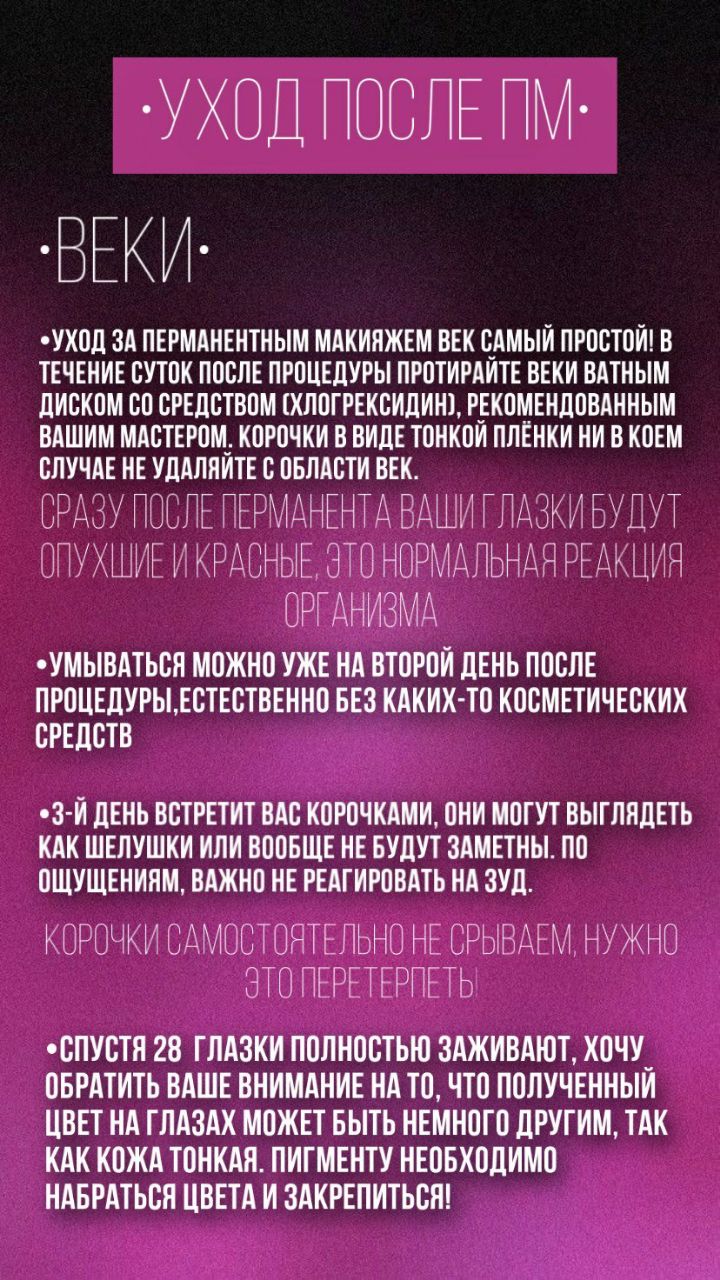 •УХОД ПОСЛЕ ПМ•
•ВЕКИ•
•УХОД ЗА ПЕРМАНЕНТНЫМ МАКИЯЖЕМ ВЕК САМЫЙ ПРОСТОЙ! В
ТЕЧЕНИЕ СУТОК ПОСЛЕ ПРОЦЕДУРЫ ПРОТИРАЙТЕ ВЕКИ ВАТНЫМ
ДИСКОМ СО СРЕДСТВОМ (ХЛОГРЕКСИДИН), РЕКОМЕНДОВАННЫМ
ВАШИМ МАСТЕРОМ. КОРОЧКИ В ВИДЕ ТОНКОЙ ПЛЁНКИ НИ В КОЕМ
СЛУЧАЕ НЕ УДАЛЯЙТЕ С ОБЛАСТИ ВЕК.
СРАЗУ ПОСЛЕ ПЕРМАНЕНТА ВАШИ ГЛАЗКИ БУДУТ
ОПУХШИЕ И КРАСНЫЕ, ЭТО НОРМАЛЬНАЯ РЕАКЦИЯ
ОРГАНИЗМА
•УМЫВАТЬСЯ МОЖНО УЖЕ НА ВТОРОЙ ДЕНЬ ПОСЛЕ
ПРОЦЕДУРЫ,ЕСТЕСТВЕННО БЕЗ КАКИХ-ТО КОСМЕТИЧЕСКИХ
СРЕДСТВ
•3-Й ДЕНЬ ВСТРЕТИТ ВАС КОРОЧКАМИ, ОНИ МОГУТ ВЫГЛЯДЕТЬ
КАК ШЕЛУШКИ ИЛИ ВООБЩЕ НЕ БУДУТ ЗАМЕТНЫ. ПО
ОЩУЩЕНИЯМ, ВАЖНО НЕ РЕАГИРОВАТЬ НА ЗУД.
КОРОЧКИ САМОСТОЯТЕЛЬНО НЕ СРЫВАЕМ, НУЖНО
ЭТО ПЕРЕТЕРПЕТЬ!
•СПУСТЯ 28 ГЛАЗКИ ПОЛНОСТЬЮ ЗАЖИВАЮТ, ХОЧУ
ОБРАТИТЬ ВАШЕ ВНИМАНИЕ НА ТО, ЧТО ПОЛУЧЕННЫЙ
ЦВЕТ НА ГЛАЗАХ МОЖЕТ БЫТЬ НЕМНОГО ДРУГИМ, ТАК
КАК КОЖА ТОНКАЯ. ПИГМЕНТУ НЕОБХОДИМО
НАБРАТЬСЯ ЦВЕТА И ЗАКРЕПИТЬСЯ!